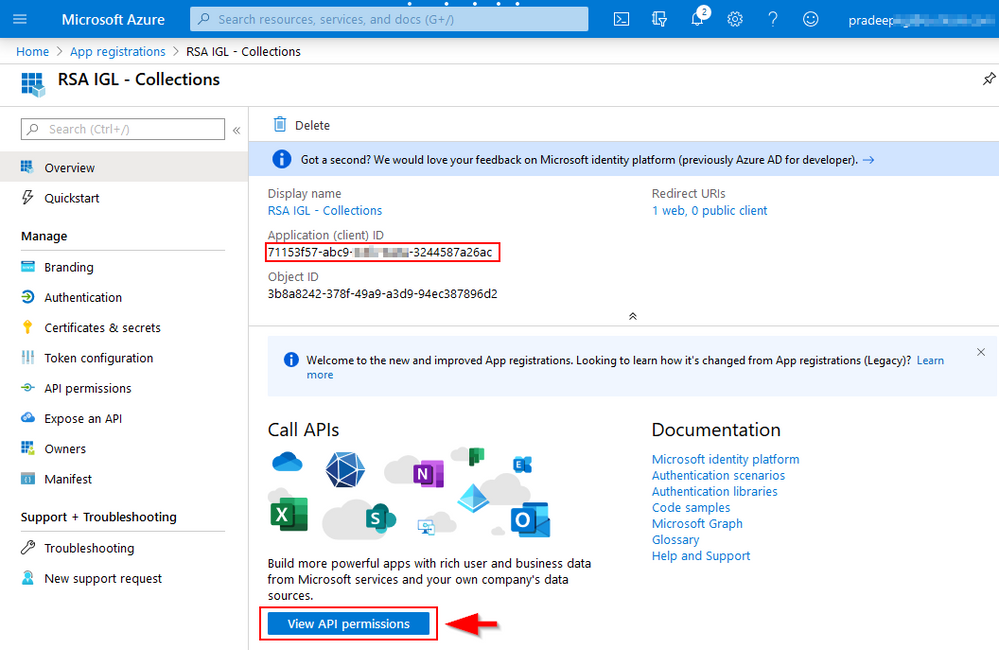 Microsoft Azure
Search resources, services, and docs (G+/)
2
pradeep
Home > App registrations > RSA IGL - Collections
RSA IGL - Collections
Search (Ctrl+/)
«
Overview
Quickstart
Manage
Branding
Authentication
Certificates & secrets
Token configuration
API permissions
Expose an API
Owners
Manifest
Support + Troubleshooting
Troubleshooting
New support request
Delete
Got a second? We would love your feedback on Microsoft identity platform (previously Azure AD for developer). →
Display name
RSA IGL - Collections
Application (client) ID
71153f57-abc9- -3244587a26ac
Object ID
3b8a8242-378f-49a9-a3d9-94ec387896d2
Redirect URIs
1 web, 0 public client
Welcome to the new and improved App registrations. Looking to learn how it's changed from App registrations (Legacy)? Learn
more
Call APIs
N
E
X
S
O
Build more powerful apps with rich user and business data
from Microsoft services and your own company's data
sources.
View API permissions
Documentation
Microsoft identity platform
Authentication scenarios
Authentication libraries
Code samples
Microsoft Graph
Glossary
Help and Support